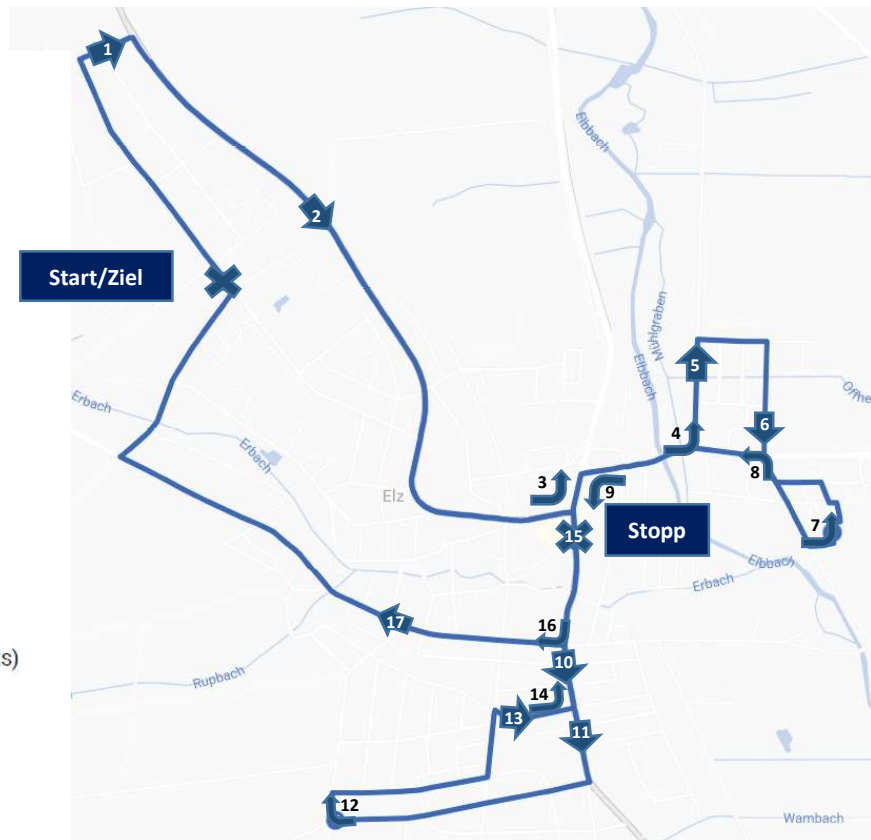 1
2
Elbbach
Start/Ziel
Mühlgraben
Elbbach
5
Erbach
6
4
Erbach
3
8
Elz
9
7
15
Stopp
Elbbach
Erbach
17
16
ts)
10
Rupbach
14
13
11
12
Wambach